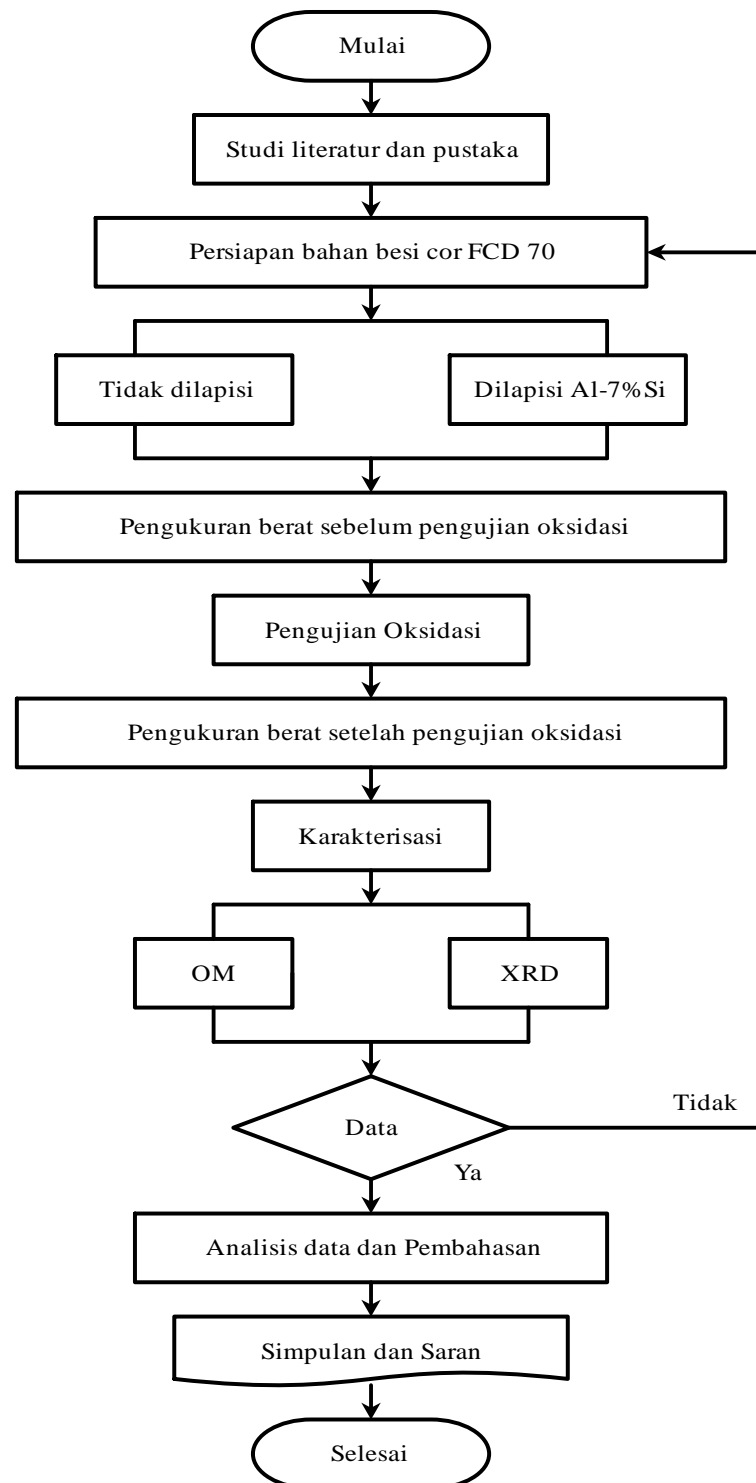 Mulai
Studi literatur dan pustaka
Persiapan bahan besi cor FCD 70
Tidak dilapisi
Dilapisi Al-7%Si
Pengukuran berat sebelum pengujian oksidasi
Pengujian Oksidasi
Pengukuran berat setelah pengujian oksidasi
Karakterisasi
OM
XRD
Data
Tidak
Ya
Analisis data dan Pembahasan
Simpulan dan Saran
Selesai